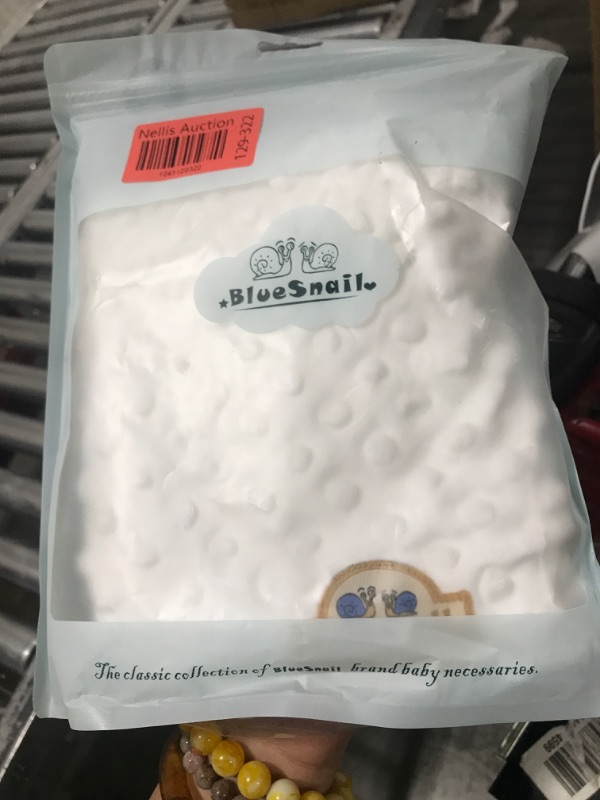 Nellis Auction
129-322
BlueSnail
The classic collection of BlueSnail brand baby necessaries.